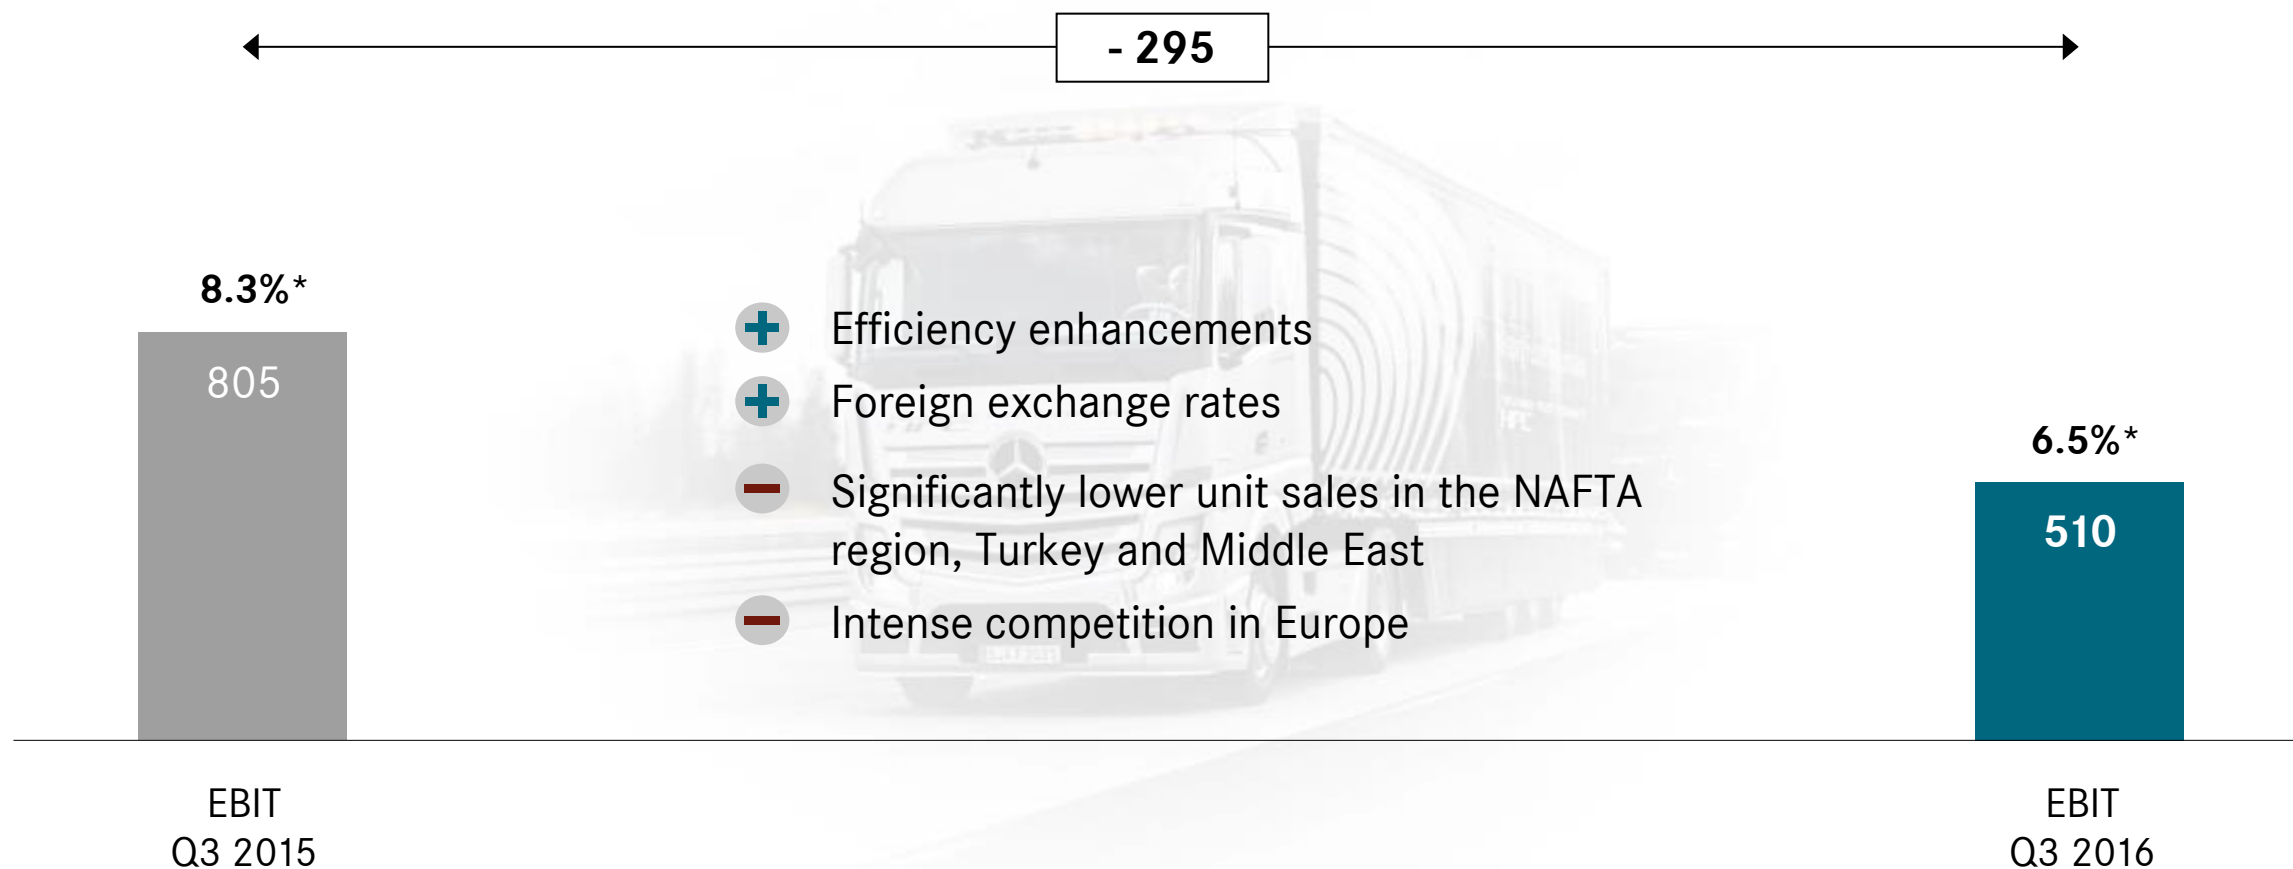 - 295
8.3%*
805
Efficiency enhancements
Foreign exchange rates
Significantly lower unit sales in the NAFTA
region, Turkey and Middle East
Intense competition in Europe
6.5%*
510
EBIT
Q3 2015
EBIT
Q3 2016